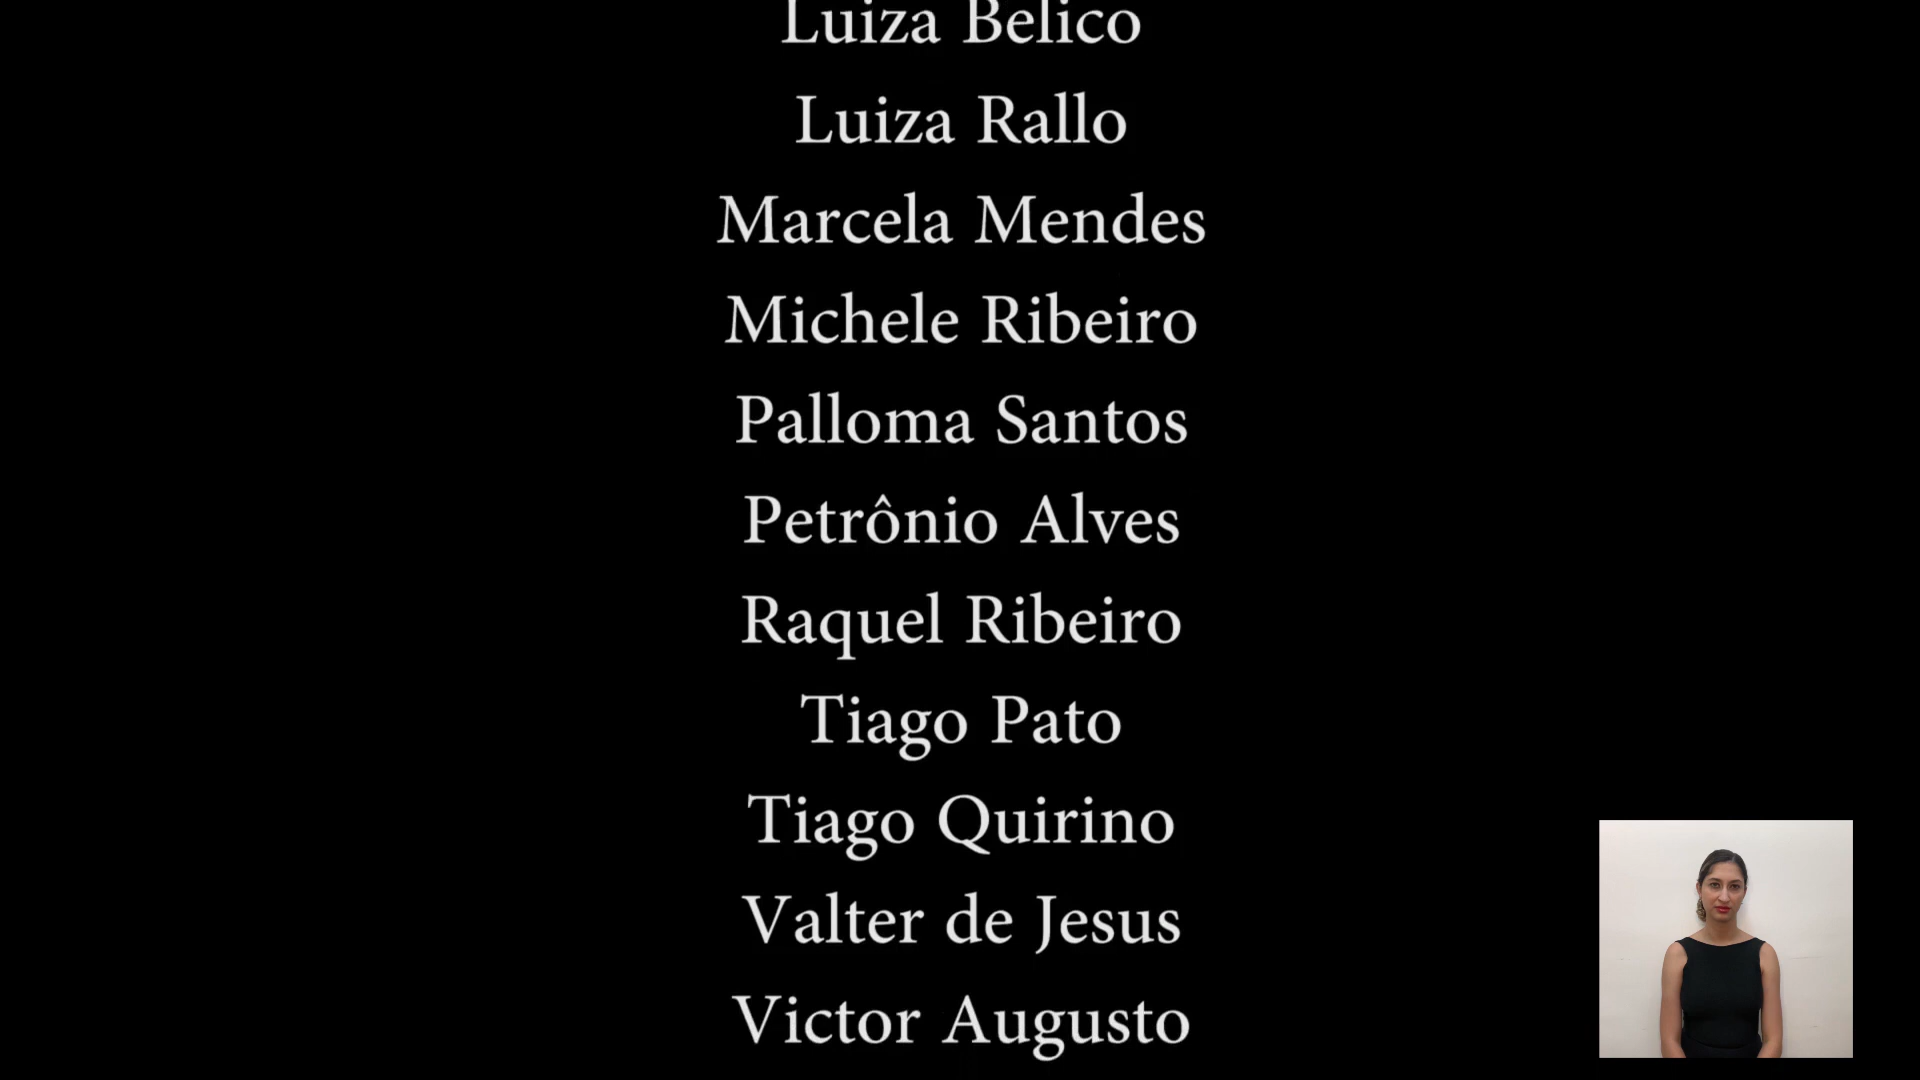 Luiza Belico
Luiza Rallo
Marcela Mendes
Michele Ribeiro
Palloma Santos
Petrônio Alves
Raquel Ribeiro
Tiago Pato
Tiago Quirino
Valter de Jesus
Victor Augusto